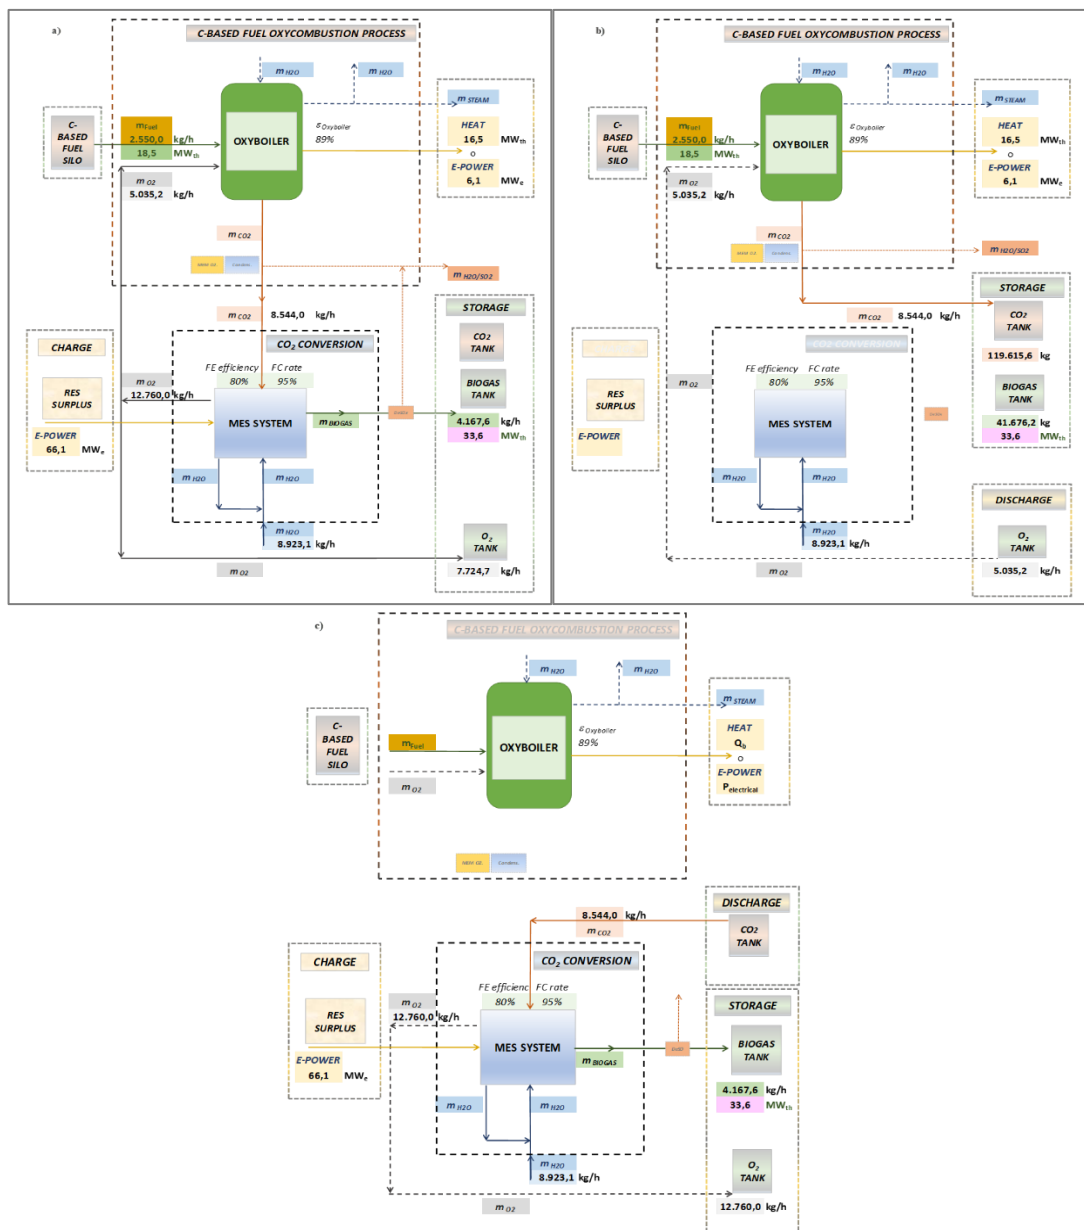 a)
C-BASED FUEL OXYCOMBUSTION PROCESS
m H2O
m H2O
m STEAM
C-
BASED
FUEL
SILO
m Fuel
2.550,0 kg/h
18,5 MWth
OXYBOILER
ε Oxyboiler
89%
HEAT
16,5 MWth
o
E-POWER
6,1 MWe
m O2
5.035,2 kg/h
m CO2
Condens.
m H2O/SO2
m CO2 8.544,0 kg/h
STORAGE
CO2
TANK
CHARGE
CO2 CONVERSION
FE efficiency FC rate
80% 95%
m O2
12.760,0 kg/h
RES
SURPLUS
MES SYSTEM
BIOGAS
TANK
m BIOGAS
4.167,6 kg/h
33,6 MWth
E-POWER
66,1 MWe
m H2O
m H2O
m H2O
8.923,1 kg/h
O2
TANK
m O2
7.724,7 kg/h
b)
C-BASED FUEL OXYCOMBUSTION PROCESS
m H2O
m H2O
m STEAM
C-
BASED
FUEL
SILO
m Fuel
2.550,0 kg/h
18,5 MWth
OXYBOILER
ε Oxyboiler
89%
HEAT
16,5 MWth
o
E-POWER
6,1 MWe
m O2
5.035,2 kg/h
m CO2
Condens.
m H2O/SO2
STORAGE
m CO2 8.544,0 kg/h
CO2
TANK
119.615,6 kg
CO2 CONVERSION
FE efficiency FC rate
80% 95%
m O2
RES
SURPLUS
MES SYSTEM
BIOGAS
TANK
41.676,2 kg
33,6 MWth
E-POWER
m H2O
m H2O
DISCHARGE
m H2O
8.923,1 kg/h
O2
TANK
m O2
5.035,2 kg/h
c)
C-BASED FUEL OXYCOMBUSTION PROCESS
m H2O
m H2O
m STEAM
C-
BASED
FUEL
SILO
m Fuel
OXYBOILER
ε Oxyboiler
89%
HEAT
Qb
o
E-POWER
Pelectrical
m O2
Condens.
DISCHARGE
8.544,0 kg/h
m CO2
CO2
TANK
CHARGE
CO2 CONVERSION
FE efficiency FC rate
80% 95%
m O2
12.760,0 kg/h
STORAGE
RES
SURPLUS
MES SYSTEM
BIOGAS
TANK
m BIOGAS
E-POWER
66,1 MWe
4.167,6 kg/h
33,6 MWth
m H2O
m H2O
m H2O
8.923,1 kg/h
O2
TANK
m O2
12.760,0 kg/h